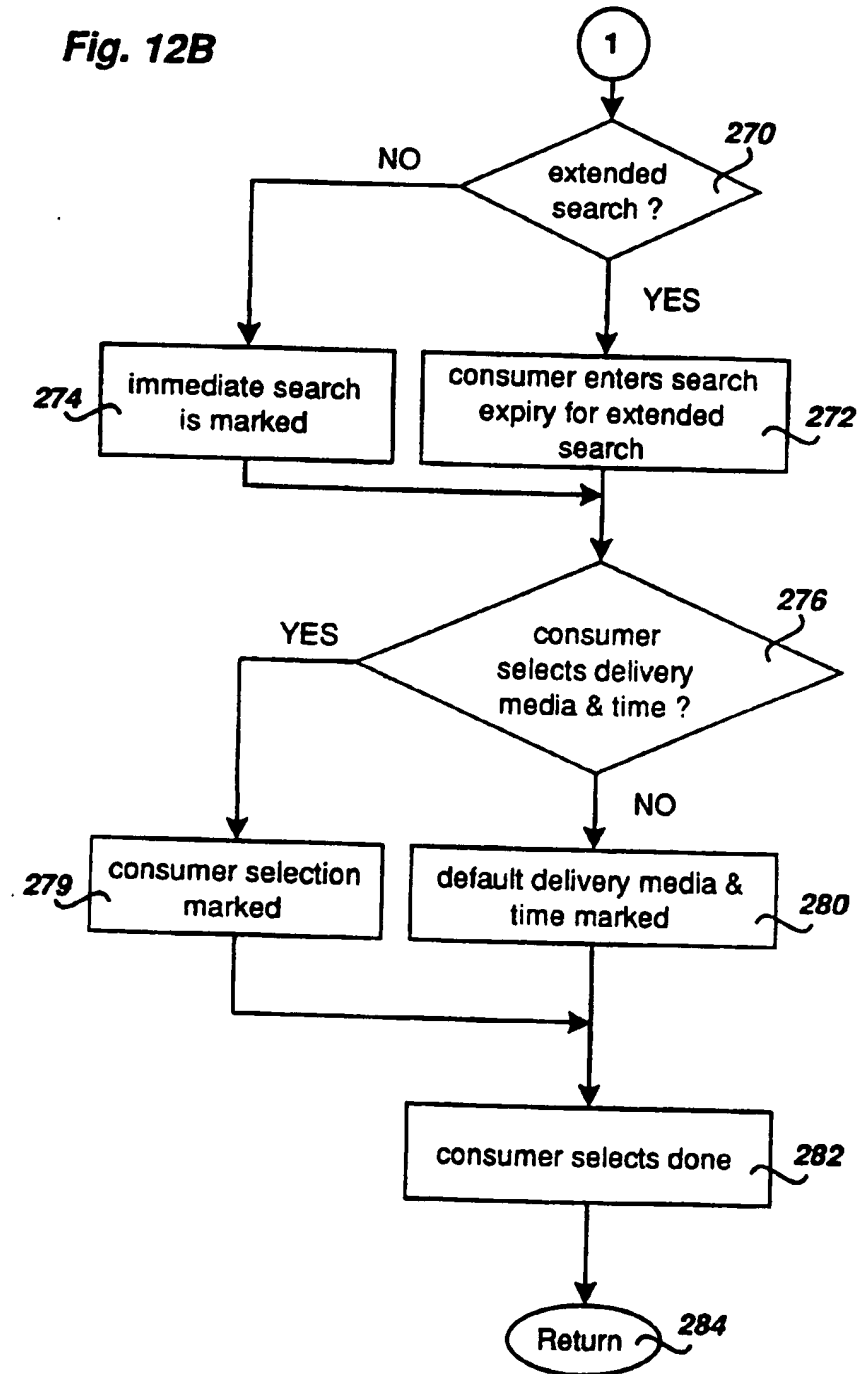 Fig. 12B
1
270
NO
extended
search ?
YES
274
immediate search
is marked
consumer enters search
expiry for extended
search
272
276
YES
consumer
selects delivery
media & time ?
NO
279
consumer selection
marked
default delivery media &
time marked
280
consumer selects done
282
Return
284